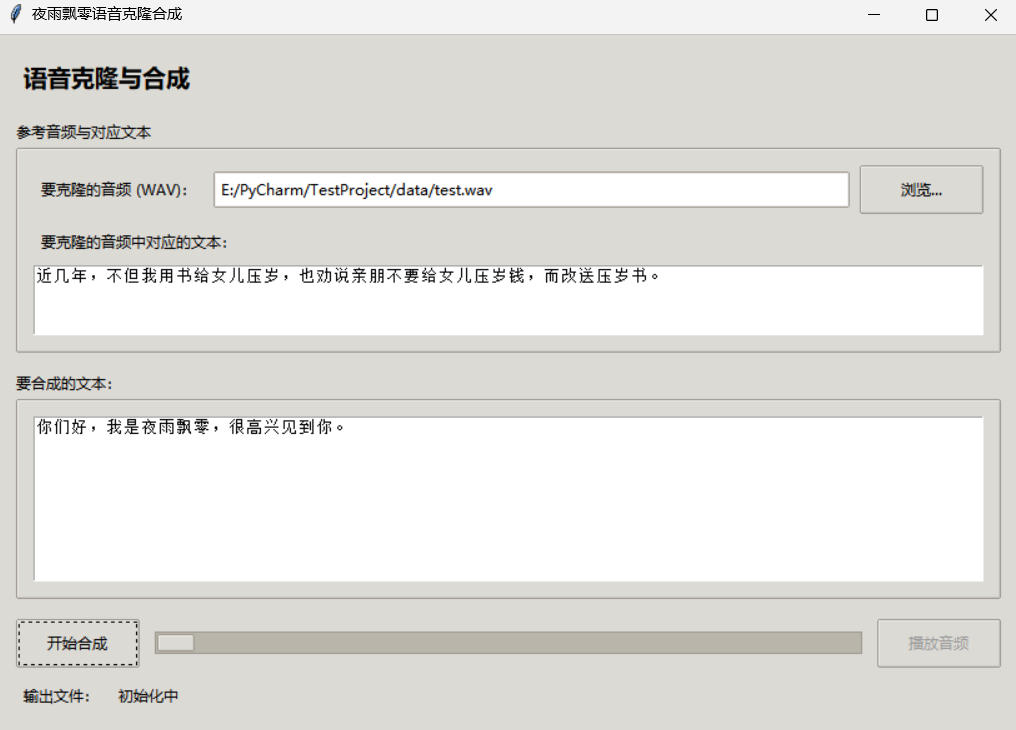 夜雨飘零语音克隆合成
语音克隆与合成
参考音频与对应文本
要克隆的音频 (WAV): E:/PyCharm/TestProject/data/test.wav 浏览...
要克隆的音频中对应的文本:
近几年，不但我用书给女儿压岁，也劝说亲朋不要给女儿压岁钱，而改送压岁书。
要合成的文本:
你们好，我是夜雨飘零，很高兴见到你。
开始合成 播放音频
输出文件: 初始化中